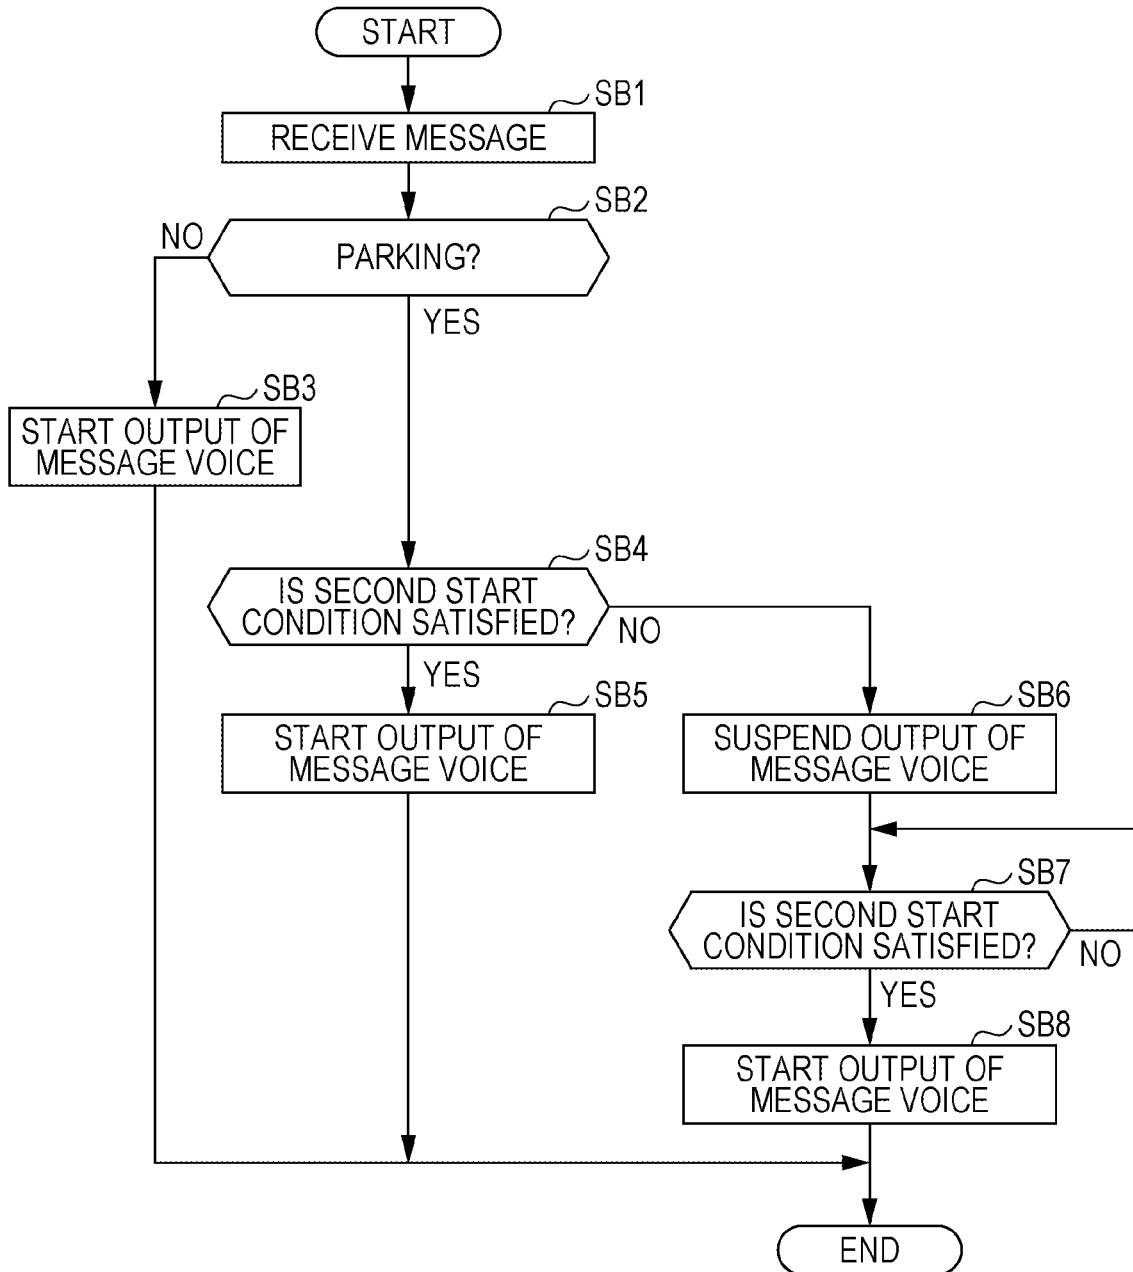 START
SB1
RECEIVE MESSAGE
SB2
NO
PARKING?
YES
SB3
START OUTPUT OF
MESSAGE VOICE
SB4
IS SECOND START
CONDITION SATISFIED?
NO
YES
SB5
START OUTPUT OF
MESSAGE VOICE
SB6
SUSPEND OUTPUT OF
MESSAGE VOICE
SB7
IS SECOND START
CONDITION SATISFIED?
NO
YES
SB8
START OUTPUT OF
MESSAGE VOICE
END